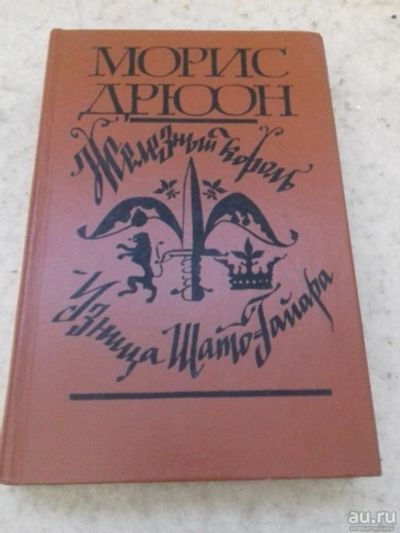 МОРИС
ДРЮОН
Железный король
Узница Шато-Гайара
au.ru